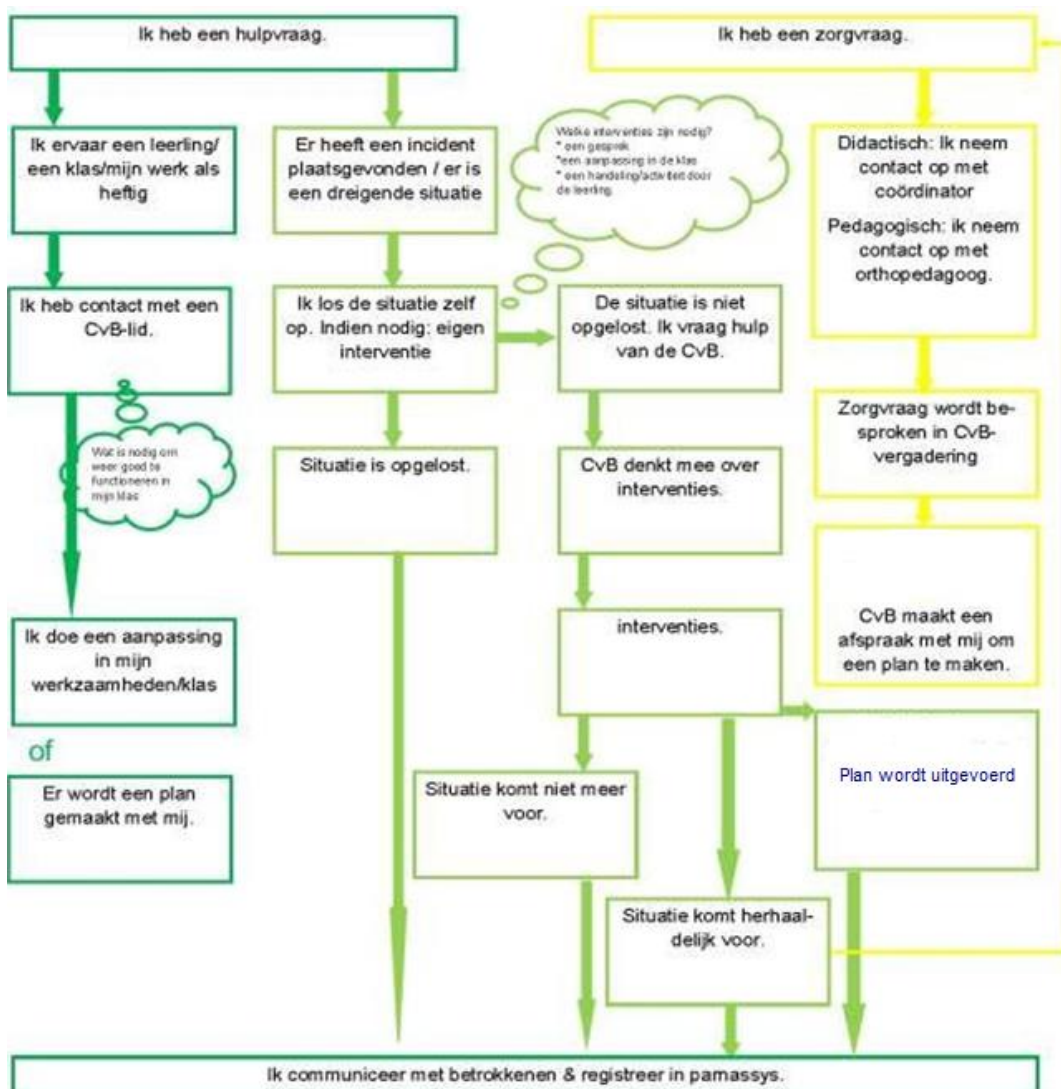 Ik heb een hulpvraag.
Ik heb een zorgvraag.
Ik ervaar een leerling/
een klas/mijn werk als
heftig
Er heeft een incident
plaatsgevonden / er is
een dreigende situatie
Welke interventies zijn nodig?
* een gesprek
*een aanpassing in de klas
* een handeling/activiteit door
de leerling.
Didactisch: Ik neem
contact op met
coördinator
Pedagogisch: ik neem
contact op met
orthopedagoog.
Ik heb contact met een
CvB-lid.
Ik los de situatie zelf
op. Indien nodig: eigen
interventie
De situatie is niet
opgelost. Ik vraag hulp
van de CvB.
Wat is nodig om
weer goed te
functioneren in
mijn klas
Situatie is opgelost.
CvB denkt mee over
interventies.
Zorgvraag wordt be-
sproken in CvB-
vergadering
Ik doe een aanpassing
in mijn
werkzaamheden/klas
interventies.
CvB maakt een
afspraak met mij om
een plan te maken.
of
Er wordt een plan
gemaakt met mij.
Situatie komt niet meer
voor.
Plan wordt uitgevoerd
Situatie komt herhaal-
delijk voor.
Ik communiceer met betrokkenen & registreer in parnassys.